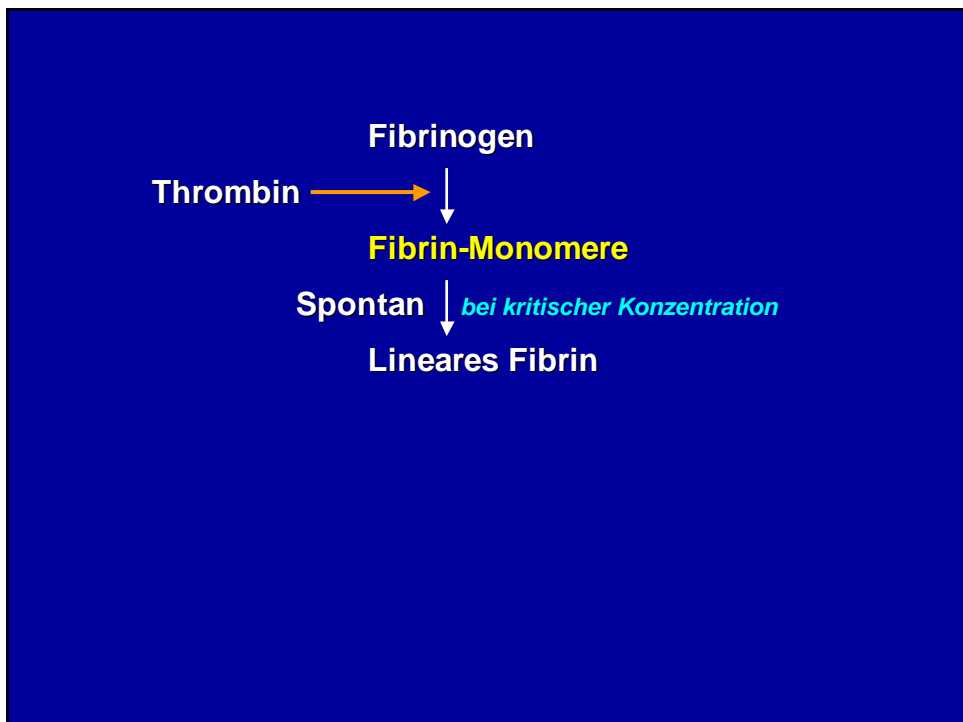 Fibrinogen
Thrombin
Fibrin-Monomere
Spontan bei kritischer Konzentration
Lineares Fibrin